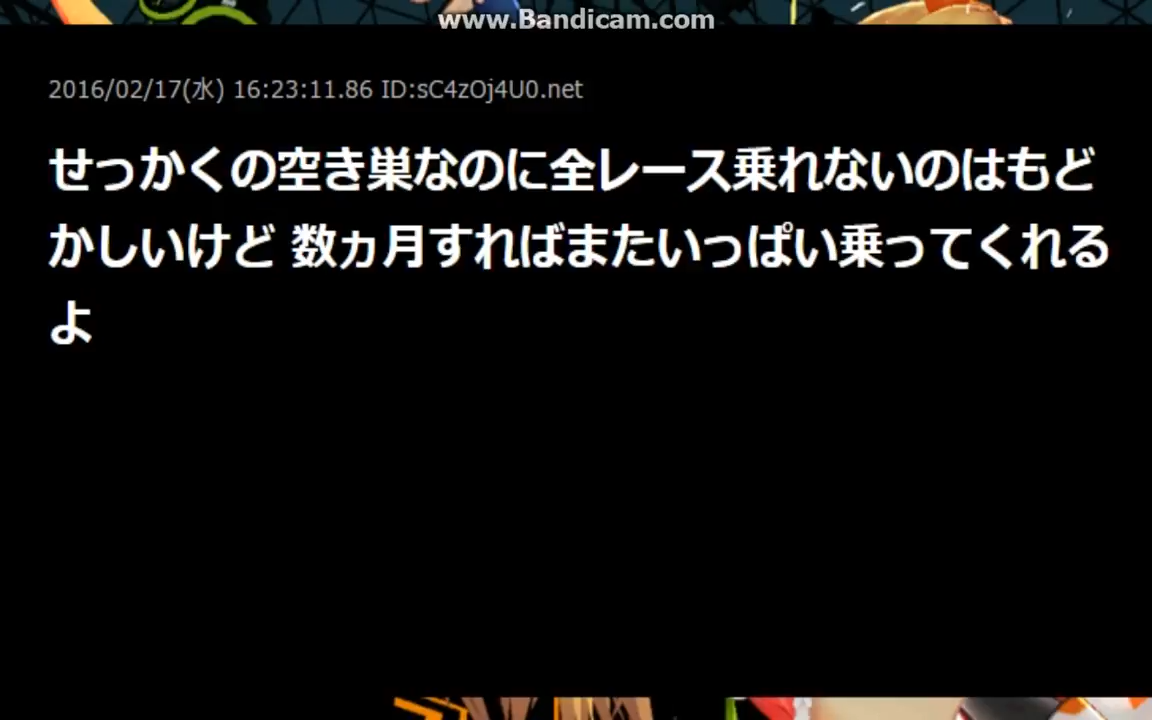 www.Bandicam.com
2016/02/17(水) 16:23:11.86 ID:sC4zOj4U0.net
せっかくの空き巣なのに全レース乗れないのはもど
かしいけど 数ヵ月すればまたいっぱい乗ってくれる
よ